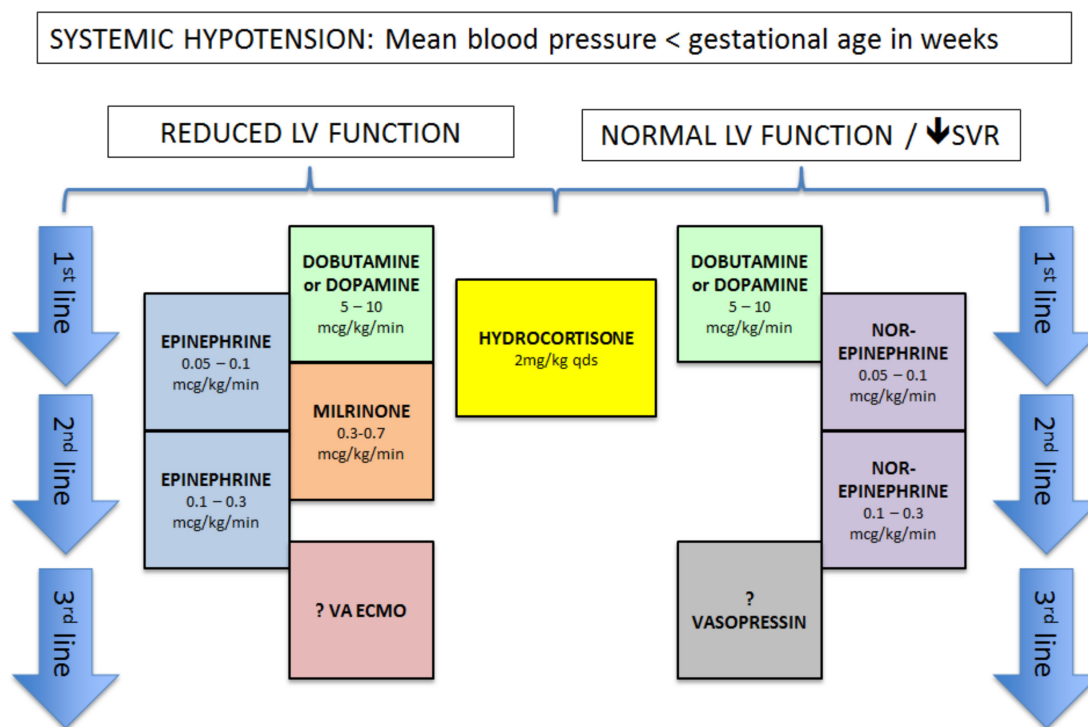 SYSTEMIC HYPOTENSION: Mean blood pressure < gestational age in weeks
REDUCED LV FUNCTION
NORMAL LV FUNCTION / 🡇SVR
1st line
2nd line
3rd line
EPINEPHRINE
0.05 – 0.1
mcg/kg/min
EPINEPHRINE
0.1 – 0.3
mcg/kg/min
DOBUTAMINE
or DOPAMINE
5 – 10
mcg/kg/min
MILRINONE
0.3-0.7
mcg/kg/min
? VA ECMO
HYDROCORTISONE
2mg/kg qds
DOBUTAMINE
or DOPAMINE
5 – 10
mcg/kg/min
?
VASOPRESSIN
NOR-
EPINEPHRINE
0.05 – 0.1
mcg/kg/min
NOR-
EPINEPHRINE
0.1 – 0.3
mcg/kg/min
1st line
2nd line
3rd line